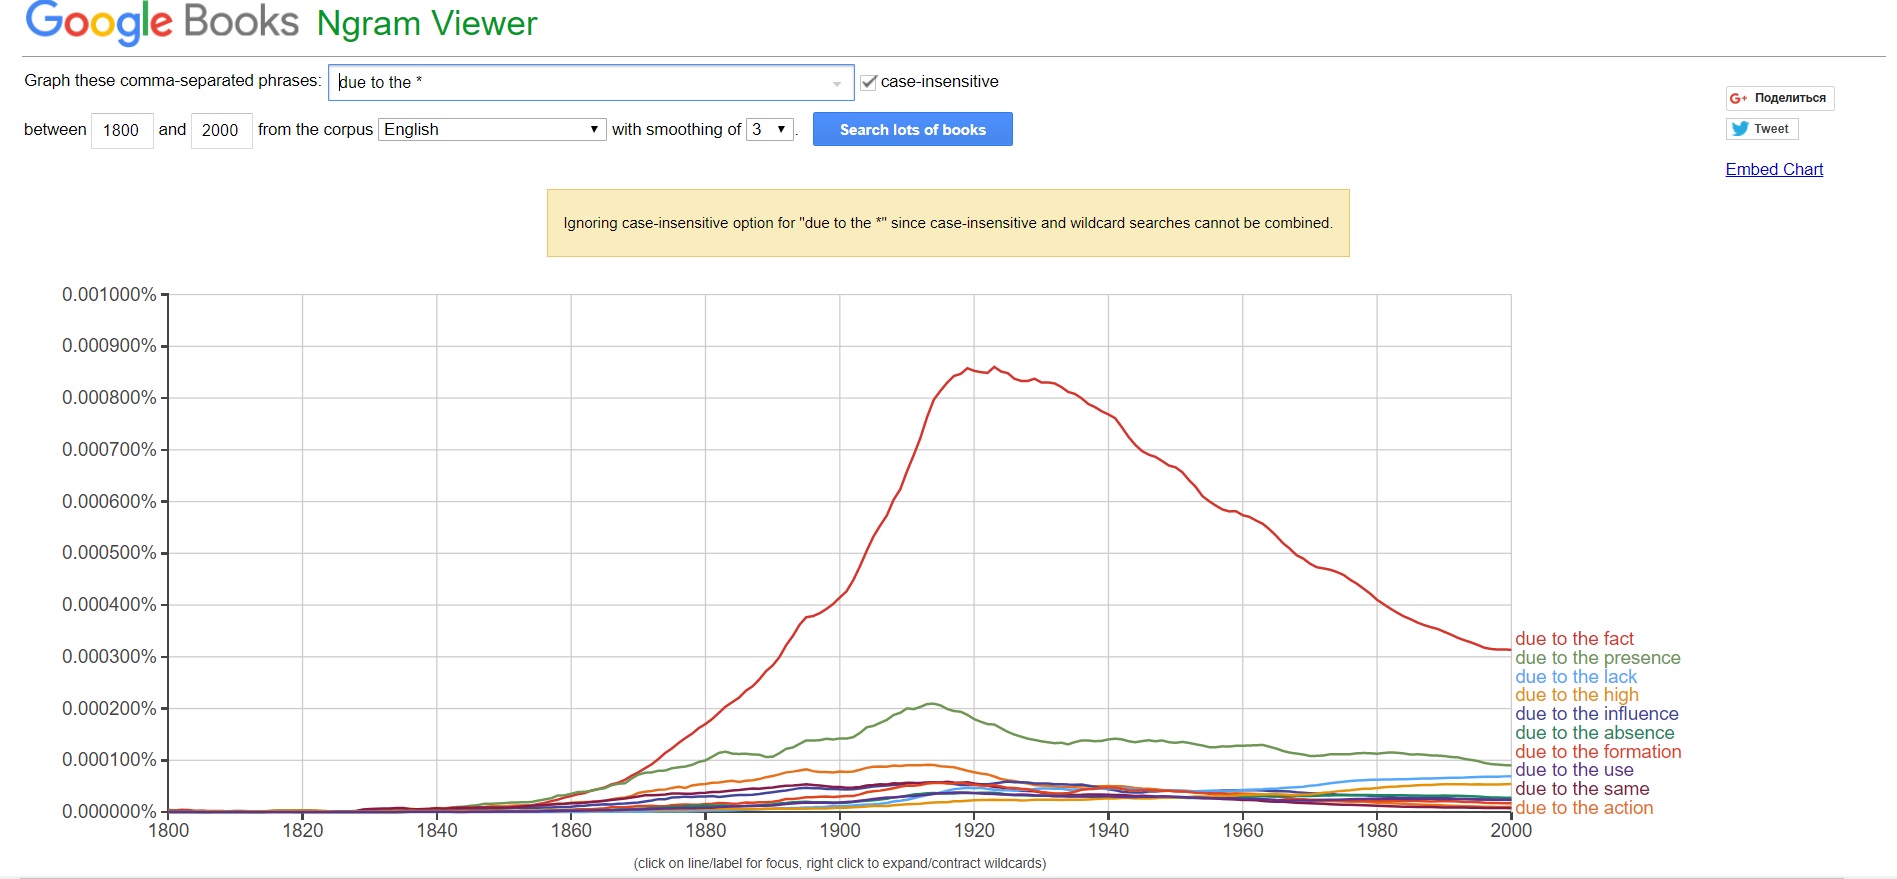 Google Books Ngram Viewer
Graph these comma-separated phrases: due to the * case-insensitive
between 1800 and 2000 from the corpus English with smoothing of 3 . Search lots of books
G+ Поделиться
Tweet
Embed Chart
Ignoring case-insensitive option for "due to the *" since case-insensitive and wildcard searches cannot be combined.
0.001000%
0.000900%
0.000800%
0.000700%
0.000600%
0.000500%
0.000400%
0.000300%
0.000200%
0.000100%
0.000000%
due to the fact
due to the presence
due to the lack
due to the high
due to the influence
due to the absence
due to the formation
due to the use
due to the same
due to the action
1800 1820 1840 1860 1880 1900 1920 1940 1960 1980 2000
(click on line/label for focus, right click to expand/contract wildcards)